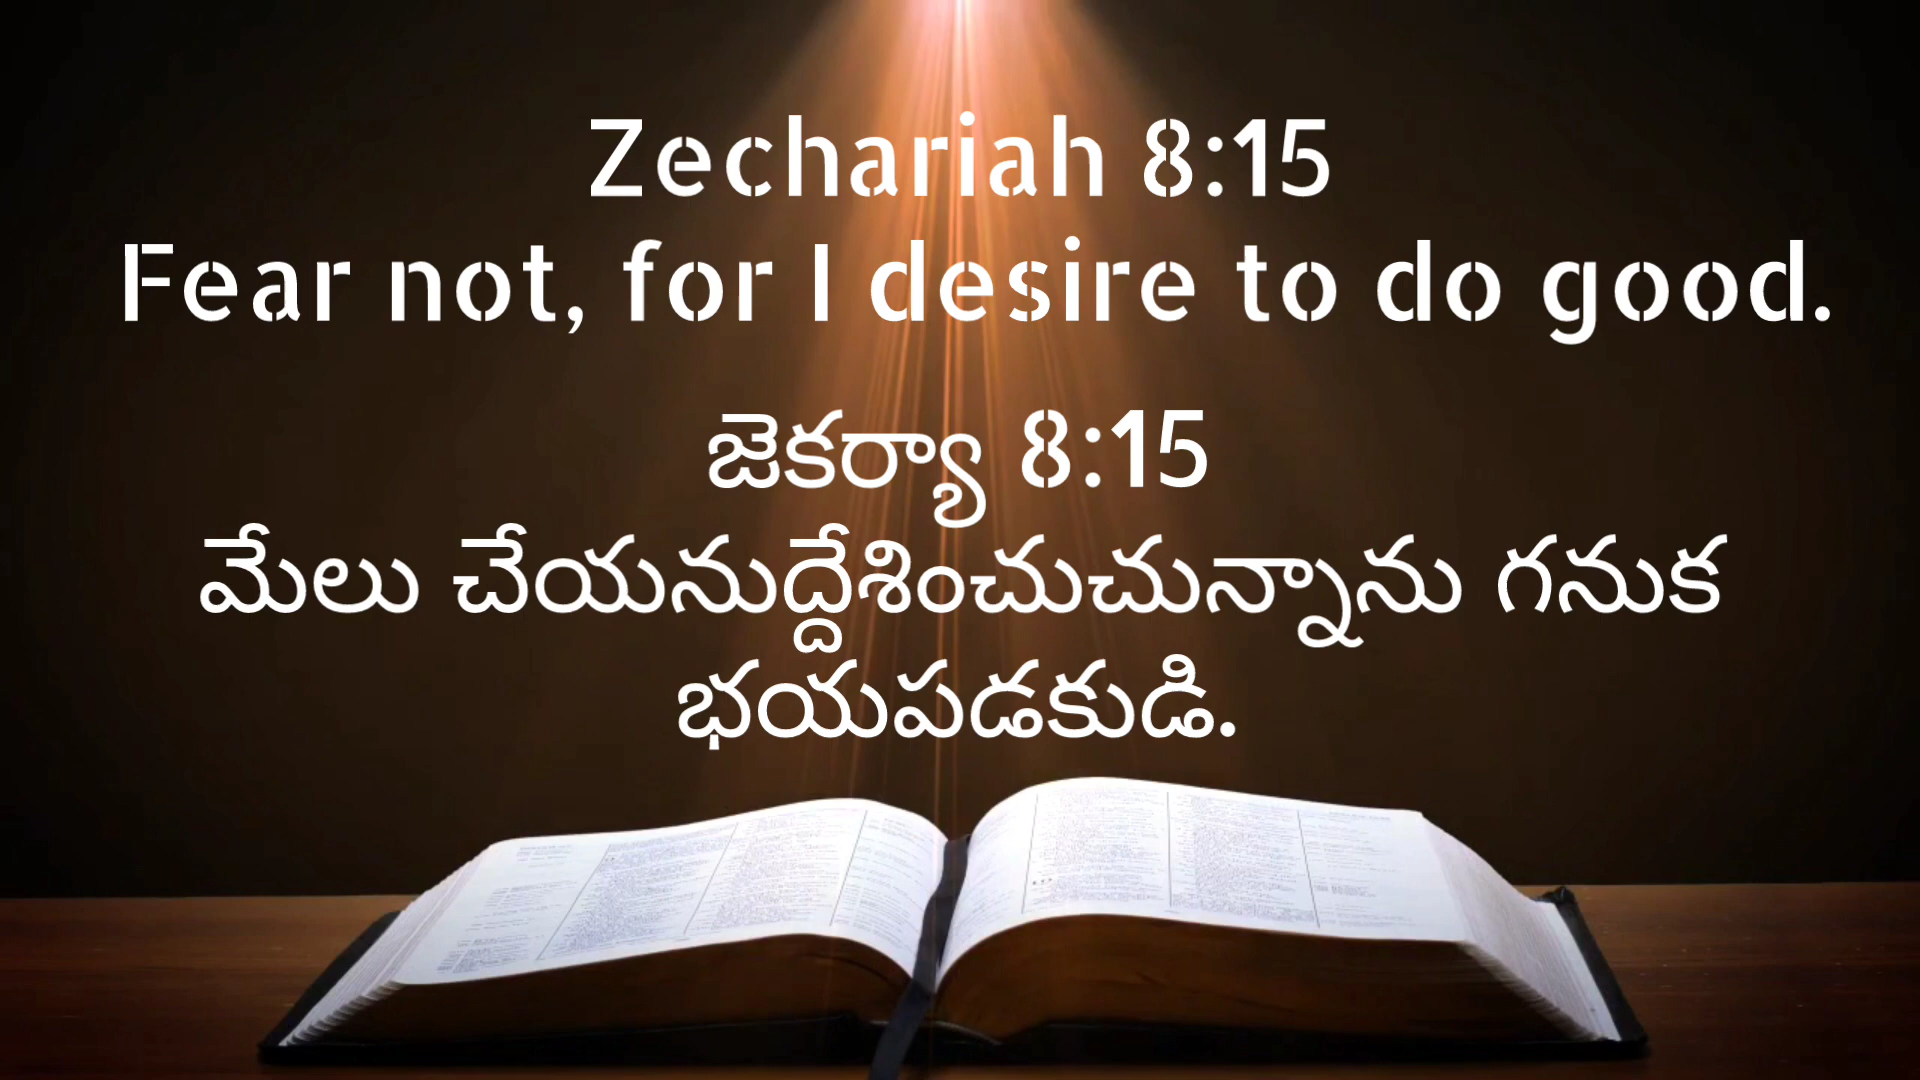 Zechariah 8:15
Fear not, for I desire to do good.
జెకర్యా 8:15
మేలు చేయనుద్దేశించుచున్నాను గనుక
భయపడకుడి.